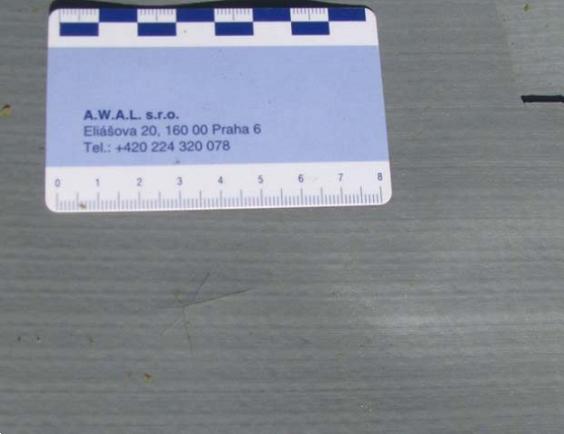 A.W.A.L. s.r.o.
Eliášova 20, 160 00 Praha 6
Tel.: +420 224 320 078
0 1 2 3 4 5 6 7 8